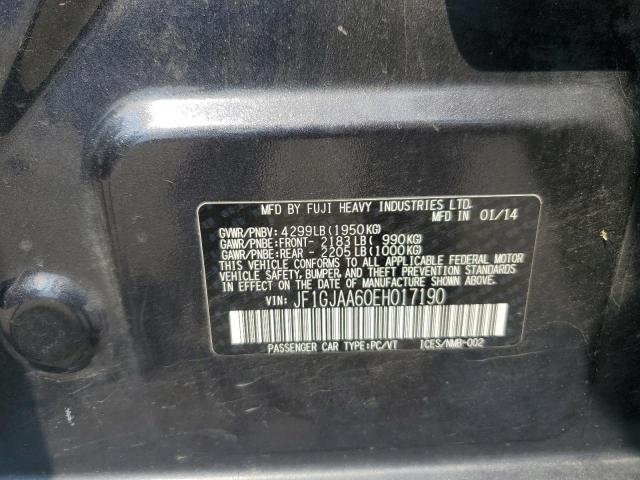 MFD BY FUJI HEAVY INDUSTRIES LTD.
MFD IN 01/14
GVWR/PNBV: 4299LB(1950KG)
GAWR/PNBE:FRONT- 2183LB( 990KG)
GAWR/PNBE:REAR - 2205LB(1000KG)
THIS VEHICLE CONFORMS TO ALL APPLICABLE FEDERAL MOTOR
VEHICLE SAFETY, BUMPER, AND THEFT PREVENTION STANDARDS
IN EFFECT ON THE DATE OF MANUFACTURE SHOWN ABOVE.
VIN: JF1GJAA60EH017190
PASSENGER CAR TYPE:PC/VT ICES/NMB-002